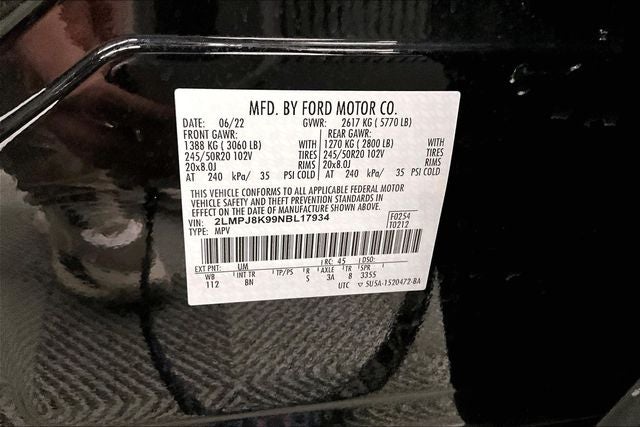 MFD. BY FORD MOTOR CO.
DATE: 06/22 GVWR: 2617 KG ( 5770 LB)
FRONT GAWR: REAR GAWR:
1388 KG ( 3060 LB) WITH 1270 KG ( 2800 LB) WITH
245/50R20 102V TIRES 245/50R20 102V TIRES
20x8.0J RIMS 20x8.0J RIMS
AT 240 kPa/ 35 PSI COLD AT 240 kPa/ 35 PSI COLD
THIS VEHICLE CONFORMS TO ALL APPLICABLE FEDERAL MOTOR
VEHICLE SAFETY AND THEFT PREVENTION STANDARDS IN
EFFECT ON THE DATE OF MANUFACTURE SHOWN ABOVE.
VIN: 2LMPJ8K99NBL17934 F0254
TYPE: MPV T0212
EXT PNT: UM RC: 45 DSO:
WB INT TR TP/PS R AXLE TR SPR
112 BN S 3A 8 3355
UTC ▽ 5U5A-1520472-BA